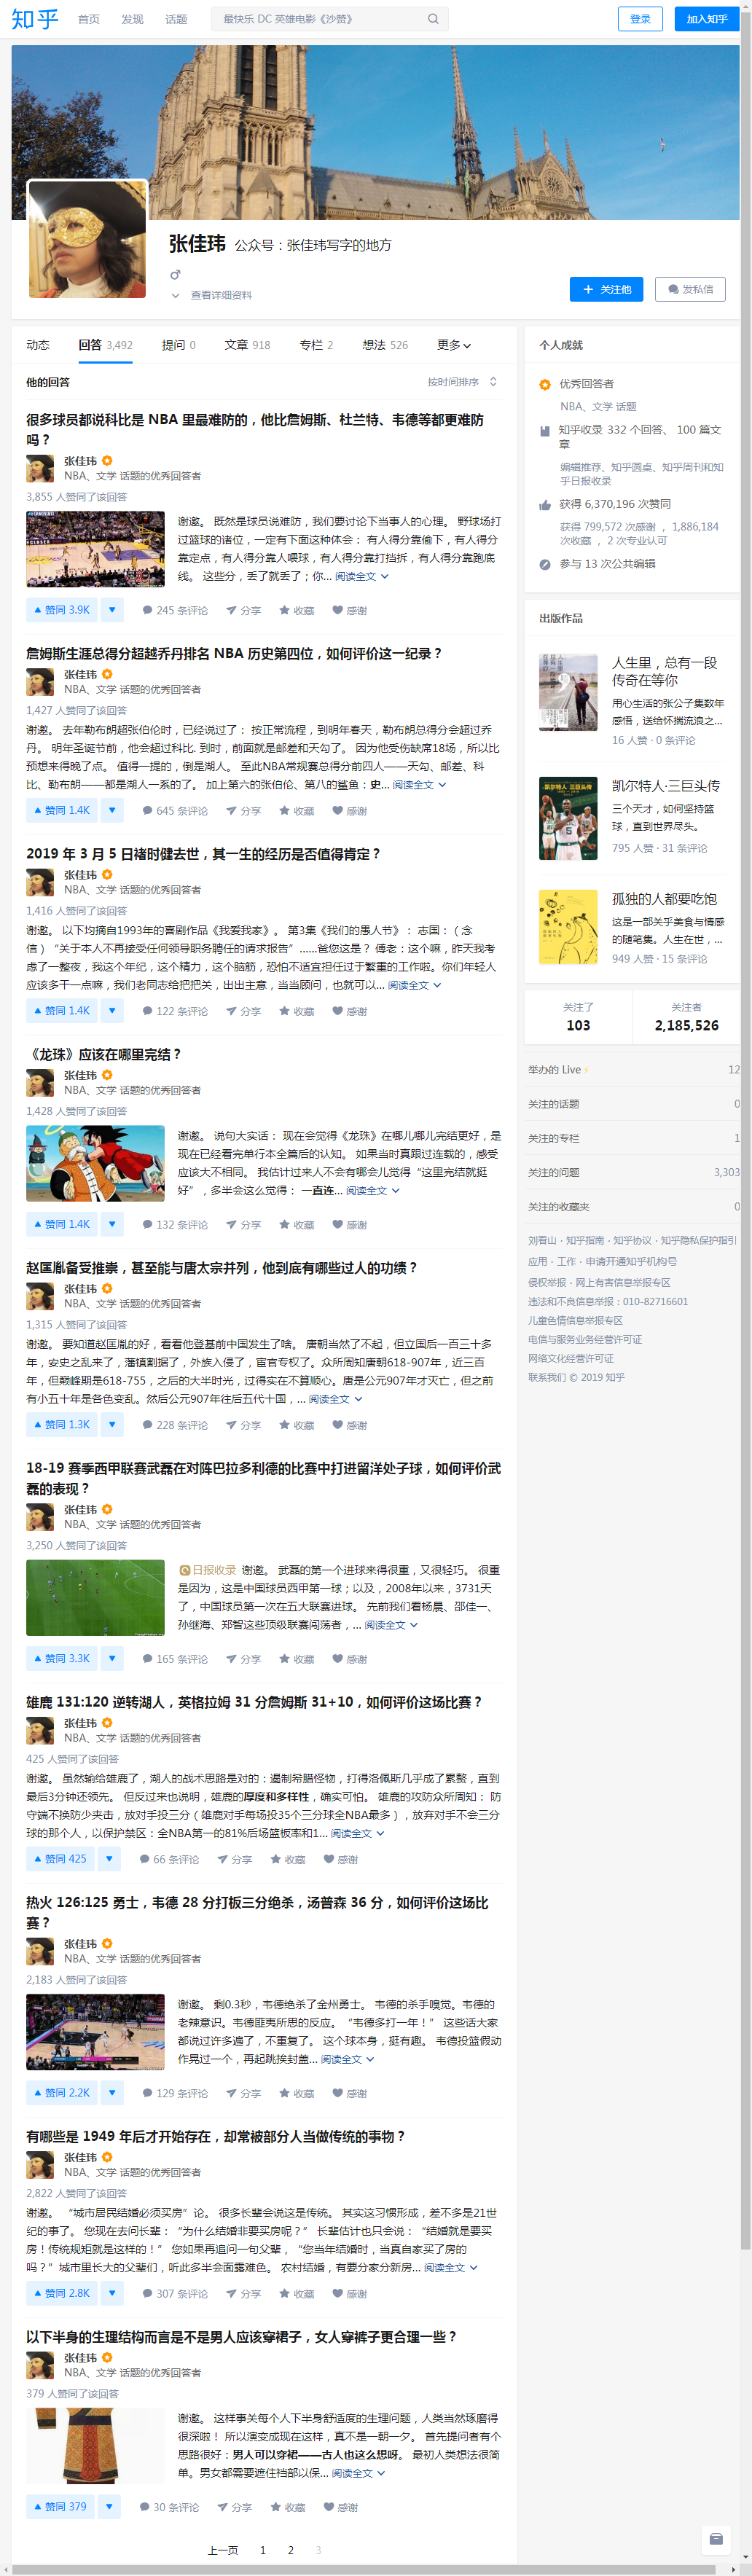 知乎 首页 发现 话题 最快乐 DC 英雄电影《沙赞》 登录 加入知乎
张佳玮 公众号：张佳玮写字的地方
查看详细资料
关注他 发私信
动态 回答 3,492 提问 0 文章 918 专栏 2 想法 526 更多
他的回答 按时间排序
很多球员都说科比是 NBA 里最难防的，他比詹姆斯、杜兰特、韦德等都更难防
吗？
张佳玮
NBA、文学 话题的优秀回答者
3,855 人赞同了该回答
谢邀。 既然是球员说难防，我们要讨论下当事人的心理。 野球场打
过篮球的诸位，一定有下面这种体会： 有人得分靠偷下，有人得分
靠定点，有人得分靠人喂球，有人得分靠打挡拆，有人得分靠跑底
线。 这些分，丢了就丢了；你... 阅读全文
赞同 3.9K 245 条评论 分享 收藏 感谢
詹姆斯生涯总得分超越乔丹排名 NBA 历史第四位，如何评价这一纪录？
张佳玮
NBA、文学 话题的优秀回答者
1,427 人赞同了该回答
谢邀。 去年勒布朗超张伯伦时，已经说过了： 按正常流程，到明年春天，勒布朗总得分会超过乔
丹。 明年圣诞节前，他会超过科比. 到时，前面就是邮差和天勾了。 因为他受伤缺席18场，所以比
预想来得晚了点。 值得一提的，倒是湖人。 至此NBA常规赛总得分前四人——天勾、邮差、科
比、勒布朗——都是湖人一系的了。 加上第六的张伯伦、第八的鲨鱼：史... 阅读全文
赞同 1.4K 645 条评论 分享 收藏 感谢
2019 年 3 月 5 日褚时健去世，其一生的经历是否值得肯定？
张佳玮
NBA、文学 话题的优秀回答者
1,416 人赞同了该回答
谢邀。 以下均摘自1993年的喜剧作品《我爱我家》。 第3集《我们的愚人节》： 志国：（念
信）“关于本人不再接受任何领导职务聘任的请求报告”……爸您这是？ 傅老：这个嘛，昨天我考
虑了一整夜，我这个年纪，这个精力，这个脑筋，恐怕不适宜担任过于繁重的工作啦。你们年轻人
应该多干一点嘛，我们老同志给把把关，出出主意，当当顾问，也就可以... 阅读全文
赞同 1.4K 122 条评论 分享 收藏 感谢
《龙珠》应该在哪里完结？
张佳玮
NBA、文学 话题的优秀回答者
1,428 人赞同了该回答
谢邀。 说句大实话： 现在会觉得《龙珠》在哪儿哪儿完结更好，是
现在已经看完单行本全篇后的认知。 如果当时真跟过连载的，感受
应该大不相同。 我估计过来人不会有哪会儿觉得“这里完结就挺
好”，多半会这么觉得： 一直连... 阅读全文
赞同 1.4K 132 条评论 分享 收藏 感谢
赵匡胤备受推崇，甚至能与唐太宗并列，他到底有哪些过人的功绩？
张佳玮
NBA、文学 话题的优秀回答者
1,315 人赞同了该回答
谢邀。 要知道赵匡胤的好，看看他登基前中国发生了啥。 唐朝当然了不起，但立国后一百三十多
年，安史之乱来了，藩镇割据了，外族入侵了，宦官专权了。众所周知唐朝618-907年，近三百
年，但巅峰期是618-755，之后的大半时光，过得实在不算顺心。唐是公元907年才灭亡，但之前
有小五十年是各色变乱。然后公元907年往后五代十国，... 阅读全文
赞同 1.3K 228 条评论 分享 收藏 感谢
18-19 赛季西甲联赛武磊在对阵巴拉多利德的比赛中打进留洋处子球，如何评价武
磊的表现？
张佳玮
NBA、文学 话题的优秀回答者
3,250 人赞同了该回答
日报收录 谢邀。 武磊的第一个进球来得很重，又很轻巧。 很重
是因为，这是中国球员西甲第一球；以及，2008年以来，3731天
了，中国球员第一次在五大联赛进球。 先前我们看杨晨、邵佳一、
孙继海、郑智这些顶级联赛闯荡者，... 阅读全文
赞同 3.3K 165 条评论 分享 收藏 感谢
雄鹿 131:120 逆转湖人，英格拉姆 31 分詹姆斯 31+10，如何评价这场比赛？
张佳玮
NBA、文学 话题的优秀回答者
425 人赞同了该回答
谢邀。 虽然输给雄鹿了，湖人的战术思路是对的：遏制希腊怪物，打得洛佩斯几乎成了累赘，直到
最后3分钟还领先。 但反过来也说明，雄鹿的厚度和多样性，确实可怕。 雄鹿的攻防众所周知： 防
守端不换防少夹击，放对手投三分（雄鹿对手每场投35个三分球全NBA最多），放弃对手不会三分
球的那个人，以保护禁区：全NBA第一的81%后场篮板率和1... 阅读全文
赞同 425 66 条评论 分享 收藏 感谢
热火 126:125 勇士，韦德 28 分打板三分绝杀，汤普森 36 分，如何评价这场比
赛？
张佳玮
NBA、文学 话题的优秀回答者
2,183 人赞同了该回答
谢邀。 剩0.3秒，韦德绝杀了金州勇士。 韦德的杀手嗅觉。韦德的
老辣意识。韦德匪夷所思的反应。“韦德多打一年！” 这些话大家
都说过许多遍了，不重复了。 这个球本身，挺有趣。 韦德投篮假动
作晃过一个，再起跳挨封盖... 阅读全文
赞同 2.2K 129 条评论 分享 收藏 感谢
有哪些是 1949 年后才开始存在，却常被部分人当做传统的事物？
张佳玮
NBA、文学 话题的优秀回答者
2,822 人赞同了该回答
谢邀。 “城市居民结婚必须买房”论。 很多长辈会说这是传统。 其实这习惯形成，差不多是21世
纪的事了。 您现在去问长辈：“为什么结婚非要买房呢？” 长辈估计也只会说：“结婚就是要买
房！传统规矩就是这样的！” 您如果再追问一句父辈，“您当年结婚时，当真自家买了房的
吗？”城市里长大的父辈们，听此多半会面露难色。 农村结婚，有要分家分新房... 阅读全文
赞同 2.8K 307 条评论 分享 收藏 感谢
以下半身的生理结构而言是不是男人应该穿裙子，女人穿裤子更合理一些？
张佳玮
NBA、文学 话题的优秀回答者
379 人赞同了该回答
谢邀。 这样事关每个人下半身舒适度的生理问题，人类当然琢磨得
很深啦！ 所以演变成现在这样，真不是一朝一夕。 首先提问者有个
思路很好：男人可以穿裙——古人也这么想呀。 最初人类想法很简
单。男女都需要遮住裆部以保... 阅读全文
赞同 379 30 条评论 分享 收藏 感谢
上一页 1 2 3
个人成就
优秀回答者
NBA、文学 话题
知乎收录 332 个回答、 100 篇文
章
编辑推荐、知乎圆桌、知乎周刊和知
乎日报收录
获得 6,370,196 次赞同
获得 799,572 次感谢 ， 1,886,184
次收藏 ， 2 次专业认可
参与 13 次公共编辑
出版作品
人生里，总有一段
传奇在等你
用心生活的张公子集数年
感悟，送给怀揣流浪之...
16 人赞 · 0 条评论
凯尔特人·三巨头传
三个天才，如何坚持篮
球，直到世界尽头。
795 人赞 · 31 条评论
孤独的人都要吃饱
这是一部关乎美食与情感
的随笔集。人生在世，...
949 人赞 · 15 条评论
关注了 关注者
103 2,185,526
举办的 Live 12
关注的话题 0
关注的专栏 1
关注的问题 3,303
关注的收藏夹 0
刘看山 · 知乎指南 · 知乎协议 · 知乎隐私保护指引
应用 · 工作 · 申请开通知乎机构号
侵权举报 · 网上有害信息举报专区
违法和不良信息举报：010-82716601
儿童色情信息举报专区
电信与服务业务经营许可证
网络文化经营许可证
联系我们 © 2019 知乎